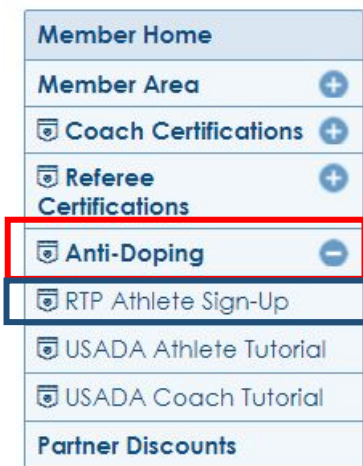 Member Home
Member Area
Coach Certifications
Referee
Certifications
Anti-Doping
RTP Athlete Sign-Up
USADA Athlete Tutorial
USADA Coach Tutorial
Partner Discounts